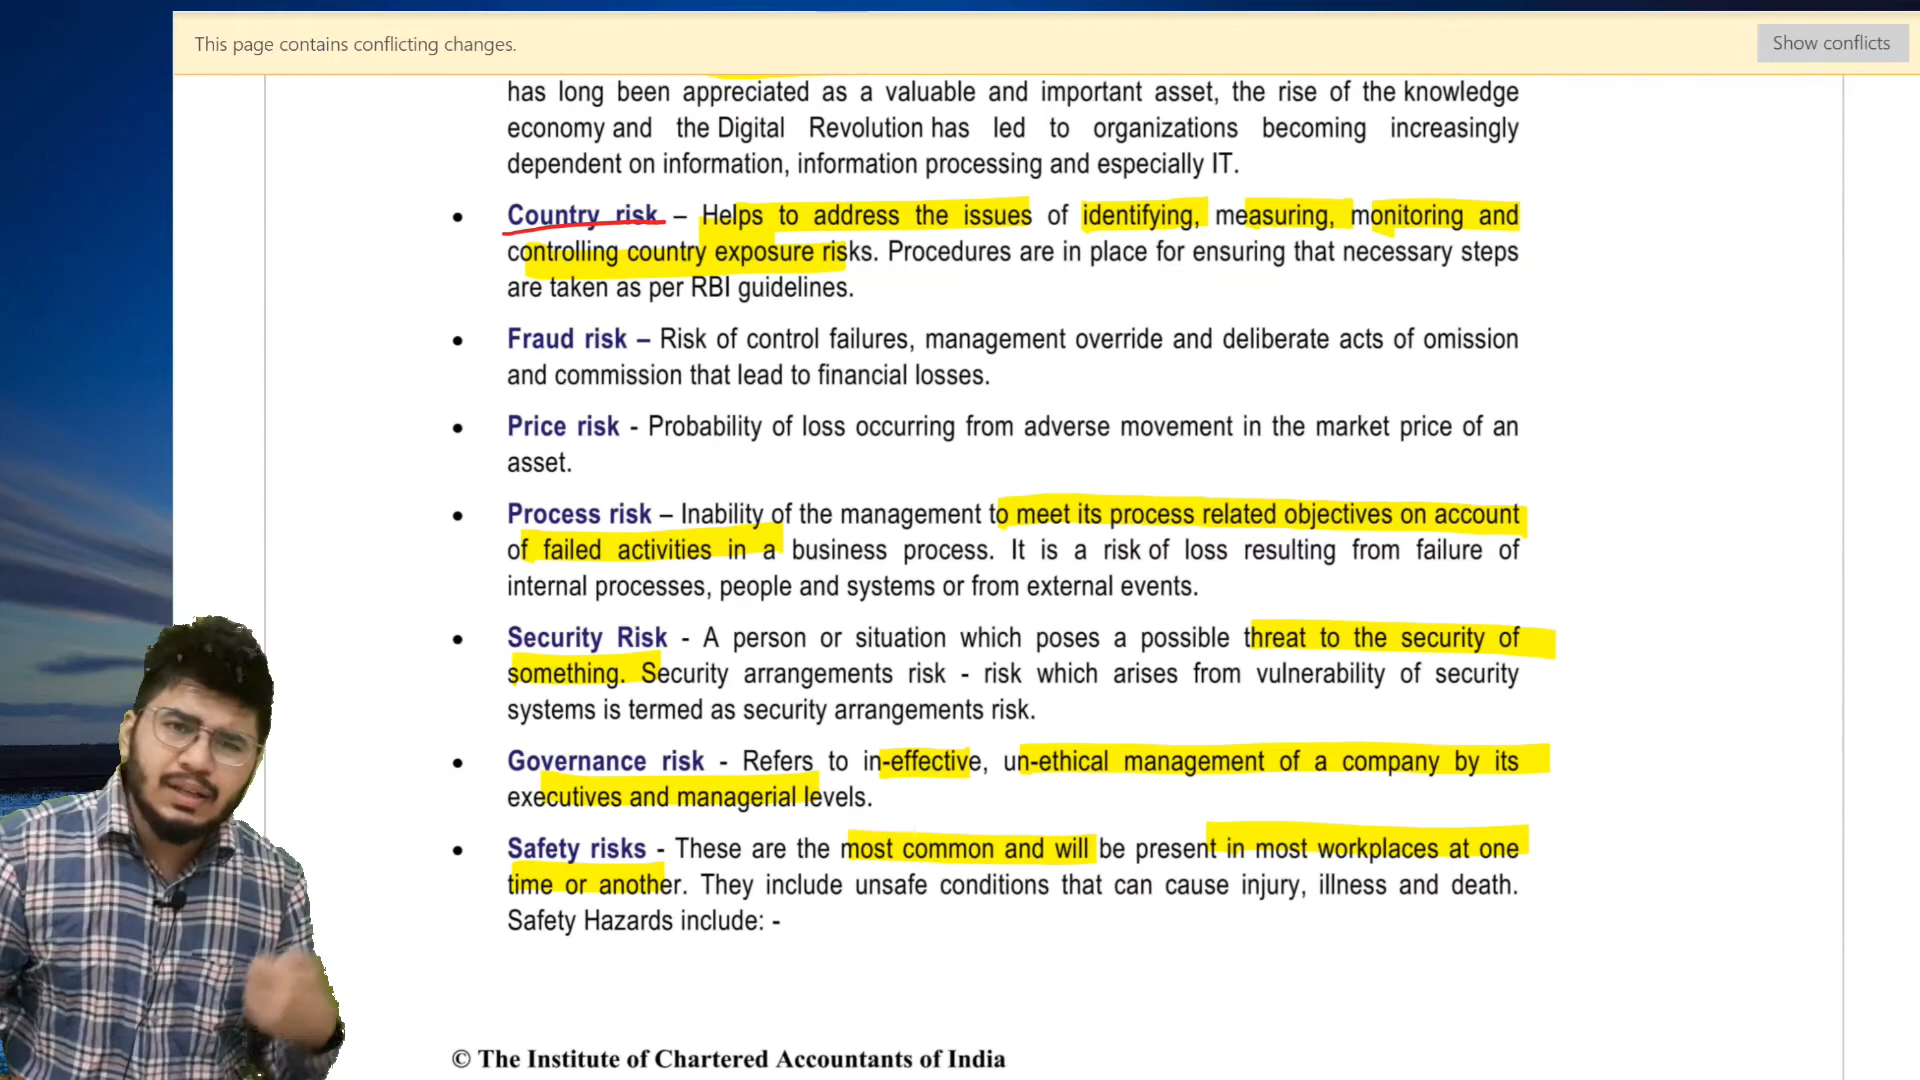 This page contains conflicting changes.
Show conflicts
has long been appreciated as a valuable and important asset, the rise of the knowledge
economy and the Digital Revolution has led to organizations becoming increasingly
dependent on information, information processing and especially IT.
• Country risk – Helps to address the issues of identifying, measuring, monitoring and
controlling country exposure risks. Procedures are in place for ensuring that necessary steps
are taken as per RBI guidelines.
• Fraud risk – Risk of control failures, management override and deliberate acts of omission
and commission that lead to financial losses.
• Price risk - Probability of loss occurring from adverse movement in the market price of an
asset.
• Process risk – Inability of the management to meet its process related objectives on account
of failed activities in a business process. It is a risk of loss resulting from failure of
internal processes, people and systems or from external events.
• Security Risk - A person or situation which poses a possible threat to the security of
something. Security arrangements risk - risk which arises from vulnerability of security
systems is termed as security arrangements risk.
• Governance risk - Refers to in-effective, un-ethical management of a company by its
executives and managerial levels.
• Safety risks - These are the most common and will be present in most workplaces at one
time or another. They include unsafe conditions that can cause injury, illness and death.
Safety Hazards include: -
© The Institute of Chartered Accountants of India